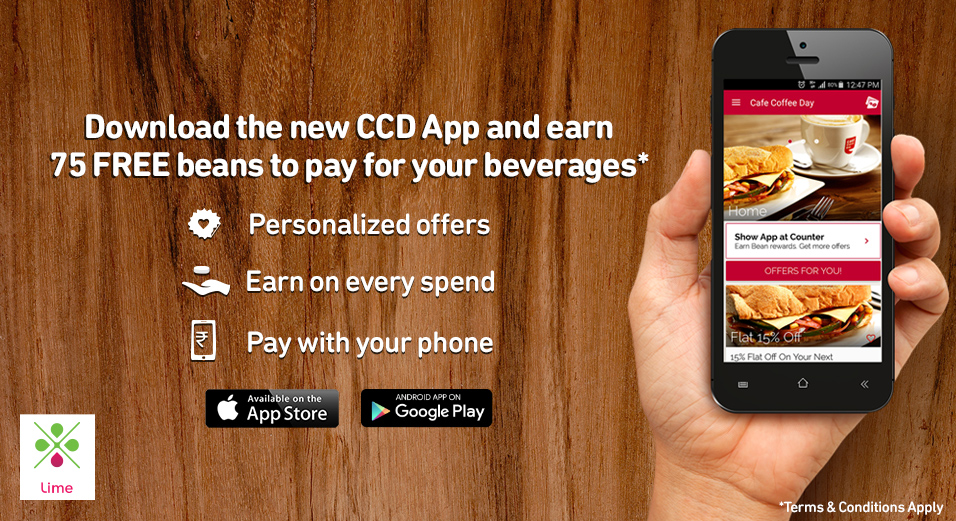 Download the new CCD App and earn
75 FREE beans to pay for your beverages*
Personalized offers
Earn on every spend
₹
Pay with your phone
Available on the
App Store
ANDROID APP ON
Google Play
Lime
80% 12:47 PM
Cafe Coffee Day
Home
Show App at Counter
Earn Bean rewards. Get more offers
OFFERS FOR YOU!
Flat 15% Off
15% Flat Off On Your Next
*Terms & Conditions Apply